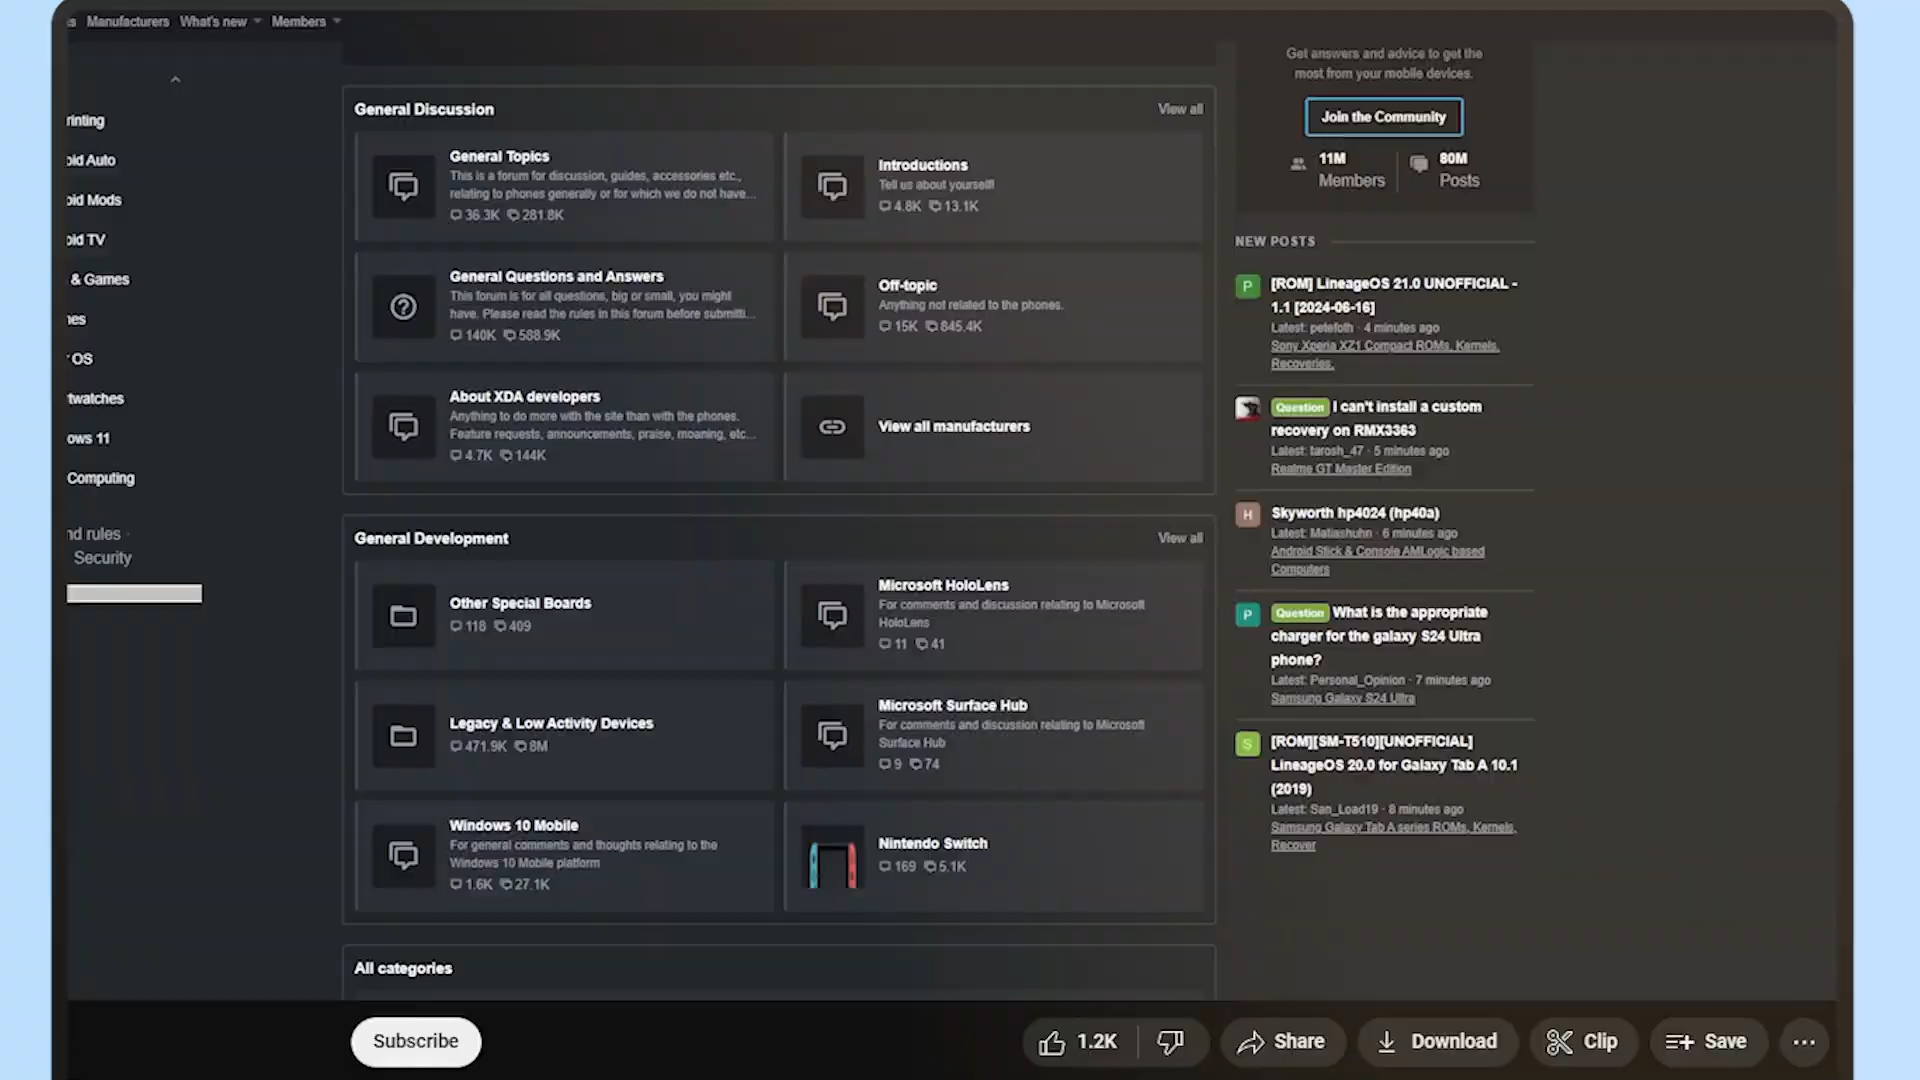 Manufacturers What's new Members
rinting
oid Auto
oid Mods
oid TV
& Games
nes
OS
twatches
ows 11
Computing
nd rules ·
Security
General Discussion
View all
General Topics
This is a forum for discussion, guides, accessories etc.,
relating to phones generally or for which we do not have...
36.3K 281.8K
Introductions
Tell us about yourself!
4.8K 13.1K
General Questions and Answers
This forum is for all questions, big or small, you might
have. Please read the rules in this forum before submitti...
140K 588.9K
Off-topic
Anything not related to the phones.
15K 845.4K
About XDA developers
Anything to do more with the site than with the phones.
Feature requests, announcements, praise, moaning, etc...
4.7K 144K
View all manufacturers
General Development
View all
Other Special Boards
118 409
Microsoft HoloLens
For comments and discussion relating to Microsoft
HoloLens
11 41
Legacy & Low Activity Devices
471.9K 8M
Microsoft Surface Hub
For comments and discussion relating to Microsoft
Surface Hub
9 74
Windows 10 Mobile
For general comments and thoughts relating to the
Windows 10 Mobile platform
1.6K 27.1K
Nintendo Switch
169 5.1K
All categories
Get answers and advice to get the
most from your mobile devices.
Join the Community
11M
Members
80M
Posts
NEW POSTS
P
[ROM] LineageOS 21.0 UNOFFICIAL -
1.1 [2024-06-16]
Latest: petefoth · 4 minutes ago
Sony Xperia XZ1 Compact ROMs, Kernels,
Recoveries,
Question I can't install a custom
recovery on RMX3363
Latest: tarosh_47 · 5 minutes ago
Realme GT Master Edition
H
Skyworth hp4024 (hp40a)
Latest: Matiashuhn · 6 minutes ago
Android Stick & Console AMLogic based
Computers
P
Question What is the appropriate
charger for the galaxy S24 Ultra
phone?
Latest: Personal_Opinion · 7 minutes ago
Samsung Galaxy S24 Ultra
S
[ROM][SM-T510][UNOFFICIAL]
LineageOS 20.0 for Galaxy Tab A 10.1
(2019)
Latest: San_Load19 · 8 minutes ago
Samsung Galaxy Tab A series ROMs, Kernels,
Recover
Subscribe
1.2K
Share
Download
Clip
Save